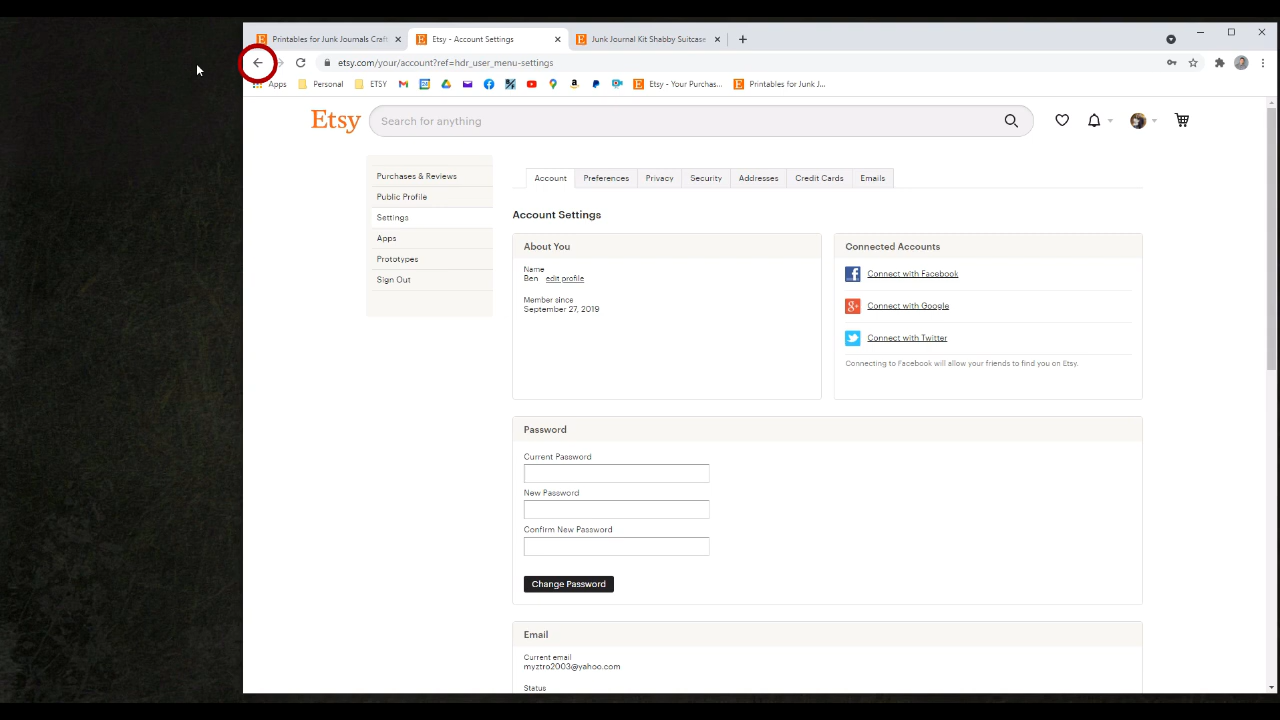 Printables for Junk Journals Craft
Etsy - Account Settings
Junk Journal Kit Shabby Suitcase
etsy.com/your/account?ref=hdr_user_menu-settings
Apps
Personal
ETSY
Etsy - Your Purchas...
Printables for Junk J...
Etsy
Search for anything
Purchases & Reviews
Public Profile
Settings
Apps
Prototypes
Sign Out
Account
Preferences
Privacy
Security
Addresses
Credit Cards
Emails
Account Settings
About You
Name
Ben edit profile
Member since
September 27, 2019
Connected Accounts
Connect with Facebook
Connect with Google
Connect with Twitter
Connecting to Facebook will allow your friends to find you on Etsy.
Password
Current Password
New Password
Confirm New Password
Change Password
Email
Current email
myztro2003@yahoo.com
Status